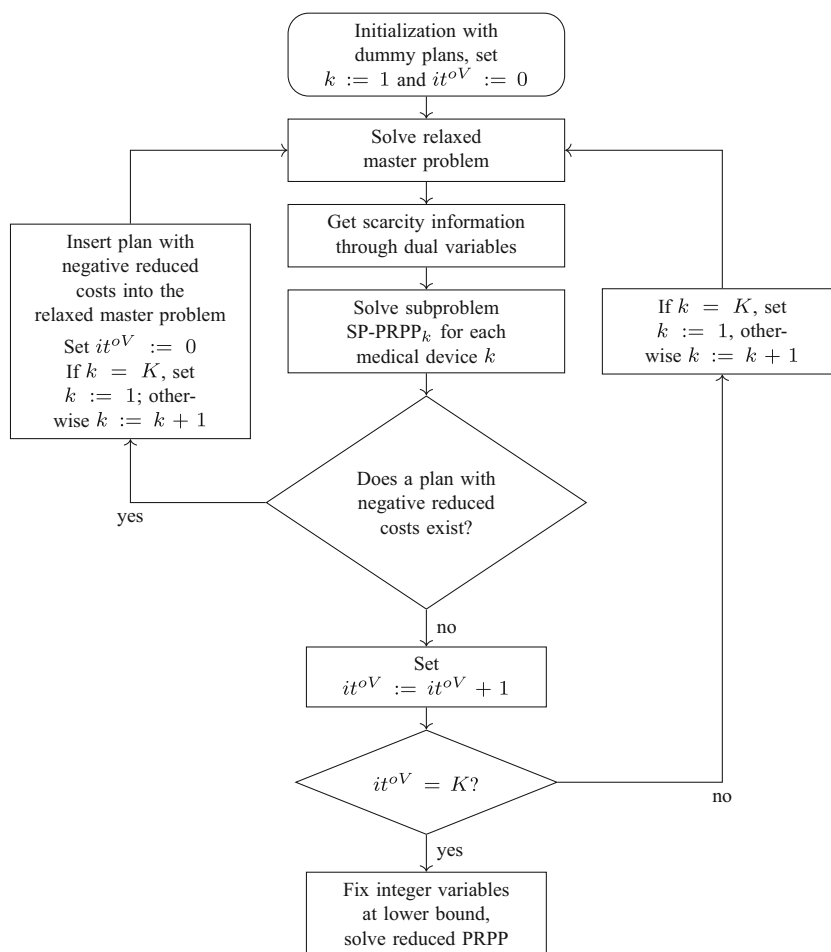 Initialization with
dummy plans, set
k := 1 and it^{oV} := 0
Solve relaxed
master problem
Get scarcity information
through dual variables
Insert plan with
negative reduced
costs into the
relaxed master problem
Set it^{oV} := 0
If k = K, set
k := 1; other-
wise k := k + 1
Solve subproblem
SP-PRPP_k for each
medical device k
If k = K, set
k := 1, other-
wise k := k + 1
Does a plan with
negative reduced
costs exist?
yes
no
Set
it^{oV} := it^{oV} + 1
it^{oV} = K?
no
yes
Fix integer variables
at lower bound,
solve reduced PRPP